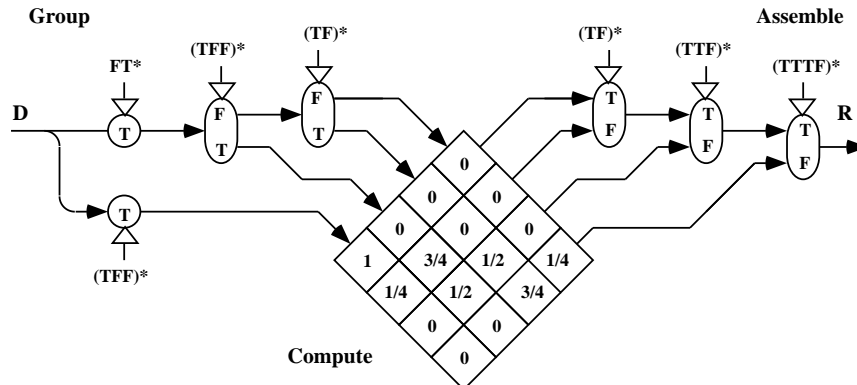 Group
Assemble
(TF)*
(TF)*
(TFF)*
(TTF)*
FT*
(TTTF)*
D
F
F
T
T
R
T
F
T
T
F
T
T
F
F
0
0
0
0
0
0
1
3/4
1/2
1/4
T
(TFF)*
1/4
1/2
3/4
0
0
0
Compute